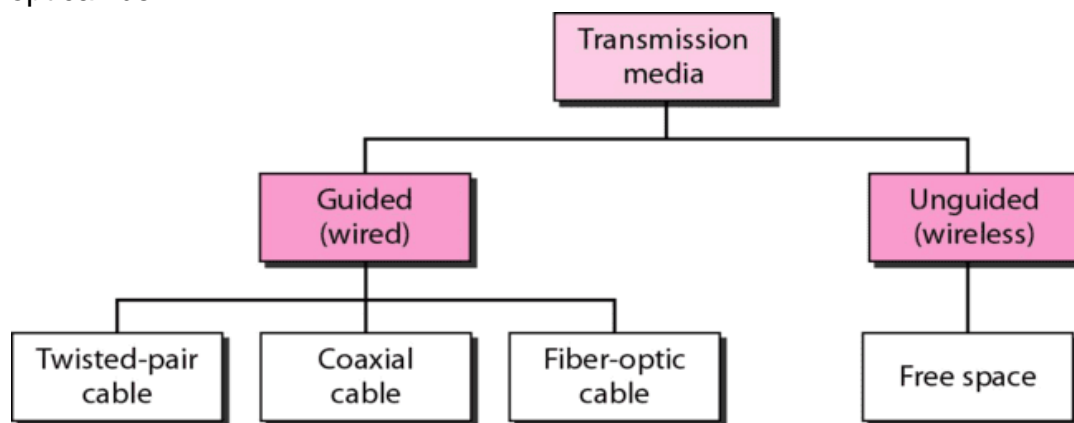 Transmission
media
Guided
(wired)
Unguided
(wireless)
Twisted-pair
cable
Coaxial
cable
Fiber-optic
cable
Free space